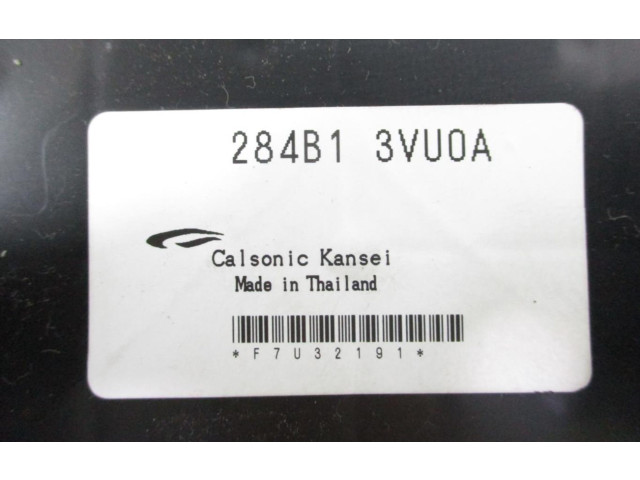 284B1 3VU0A
Calsonic Kansei
Made in Thailand
*F7U32191*